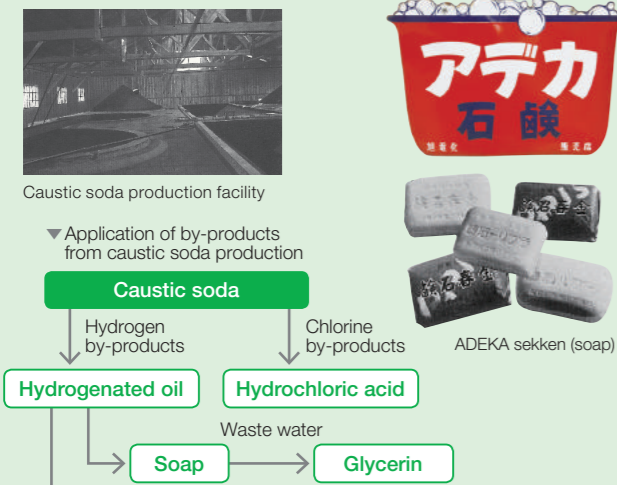 アデカ
石鹸
Caustic soda production facility
▼Application of by-products
from caustic soda production
Caustic soda
Hydrogen
by-products
Chlorine
by-products
ADEKA sekken (soap)
Hydrogenated oil
Hydrochloric acid
Waste water
Soap
Glycerin